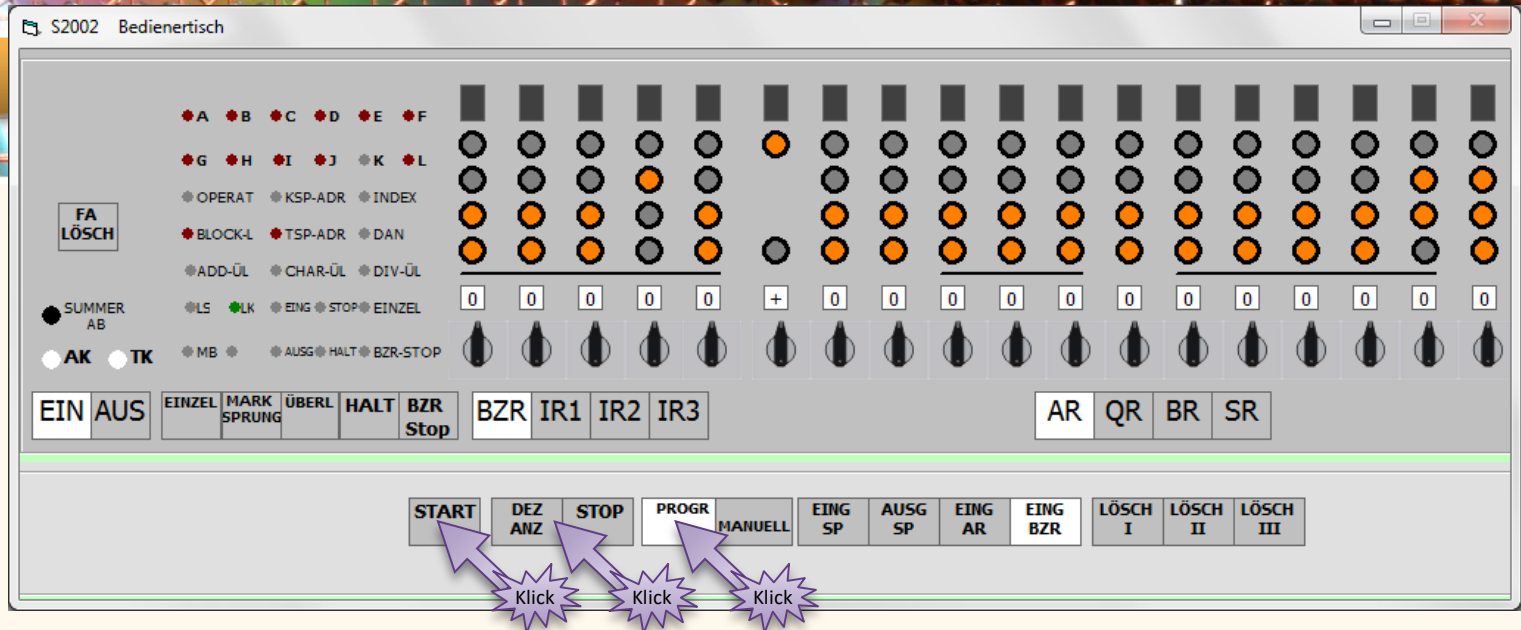 S2002 Bedienertisch
A B C D E F
G H I J K L
OPERAT KSP-ADR INDEX
FA
LÖSCH
BLOCK-L TSP-ADR DAN
ADD-ÜL CHAR-ÜL DIV-ÜL
0 0 0 0 0 + 0 0 0 0 0 0 0 0 0 0 0 0
SUMMER
AB
LS LK EING STOP EINZEL
AK TK
MB AUSG HALT BZR-STOP
EIN AUS
EINZEL
MARK
SPRUNG
ÜBERL
HALT
BZR
Stop
BZR IR1 IR2 IR3
AR QR BR SR
START
DEZ
ANZ
STOP
PROGR
MANUELL
EING
SP
AUSG
SP
EING
AR
EING
BZR
LÖSCH
I
LÖSCH
II
LÖSCH
III
Klick
Klick
Klick